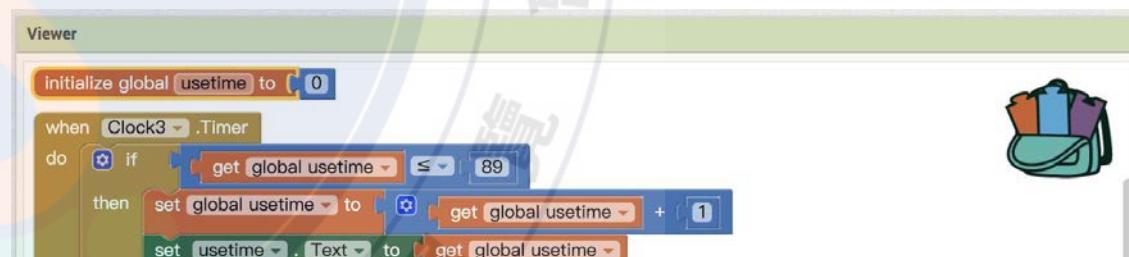 Viewer
initialize global usetime to 0
when Clock3 .Timer
do if get global usetime ≤ 89
then set global usetime to get global usetime + 1
set usetime . Text to get global usetime